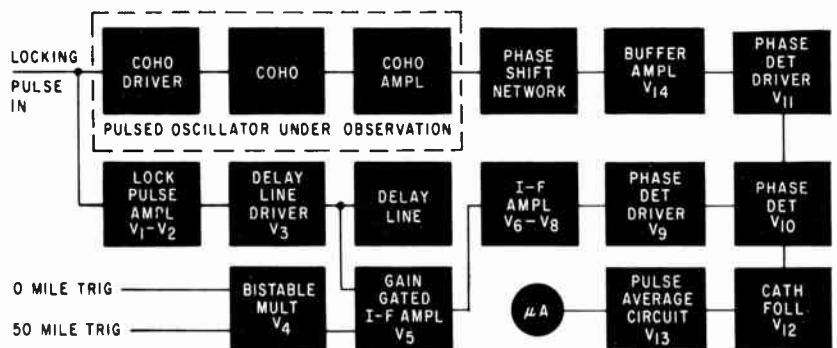 LOCKING
PULSE
IN
COHO
DRIVER
COHO
COHO
AMPL
PULSED OSCILLATOR UNDER OBSERVATION
PHASE
SHIFT
NETWORK
BUFFER
AMPL
V14
PHASE
DET
DRIVER
V11
LOCK
PULSE
AMPL
V1-V2
DELAY
LINE
DRIVER
V3
DELAY
LINE
I-F
AMPL
V6-V8
PHASE
DET
DRIVER
V9
PHASE
DET
V10
0 MILE TRIG
50 MILE TRIG
BISTABLE
MULT
V4
GAIN
GATED
I-F AMPL
V5
μA
PULSE
AVERAGE
CIRCUIT
V13
CATH
FOLL
V12